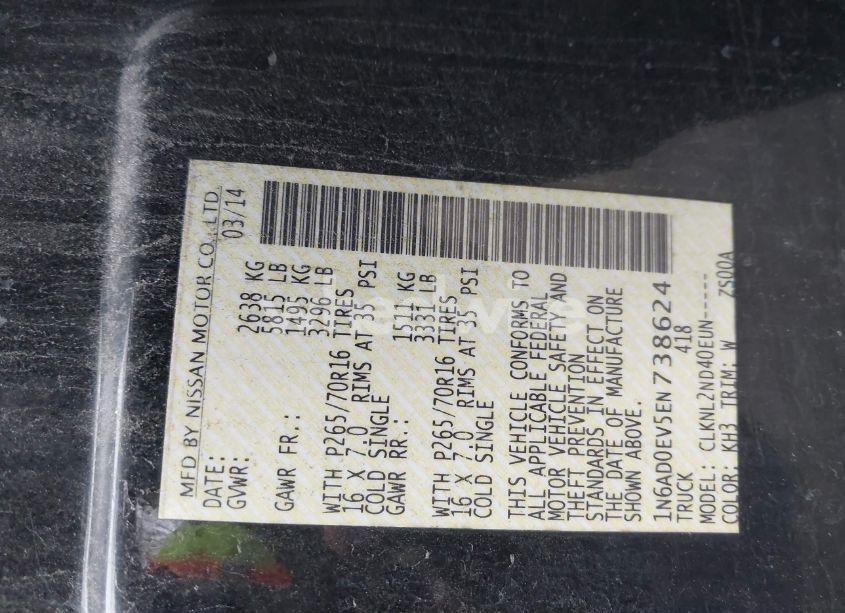 MFD BY NISSAN MOTOR CO., LTD.
DATE: 03/14
GVWR: 2638 KG
5815 LB
GAWR FR.: 1495 KG
3296 LB
WITH P265/70R16 TIRES
16 X 7.0 RIMS AT 35 PSI
COLD SINGLE
GAWR RR.: 1511 KG
3331 LB
WITH P265/70R16 TIRES
16 X 7.0 RIMS AT 35 PSI
COLD SINGLE
THIS VEHICLE CONFORMS TO
ALL APPLICABLE FEDERAL
MOTOR VEHICLE SAFETY AND
THEFT PREVENTION
STANDARDS IN EFFECT ON
THE DATE OF MANUFACTURE
SHOWN ABOVE.
1N6AD0EV5EN738624
TRUCK 418
MODEL: CLKNL2ND40EUN-----
COLOR: KH3 TRIM: W Z500A